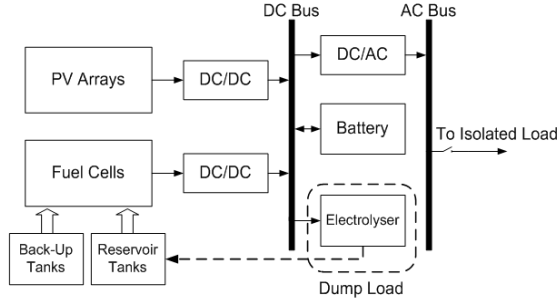 DC Bus
AC Bus
PV Arrays
DC/DC
DC/AC
Battery
To Isolated Load
Fuel Cells
DC/DC
Electrolyser
Back-Up
Tanks
Reservoir
Tanks
Dump Load